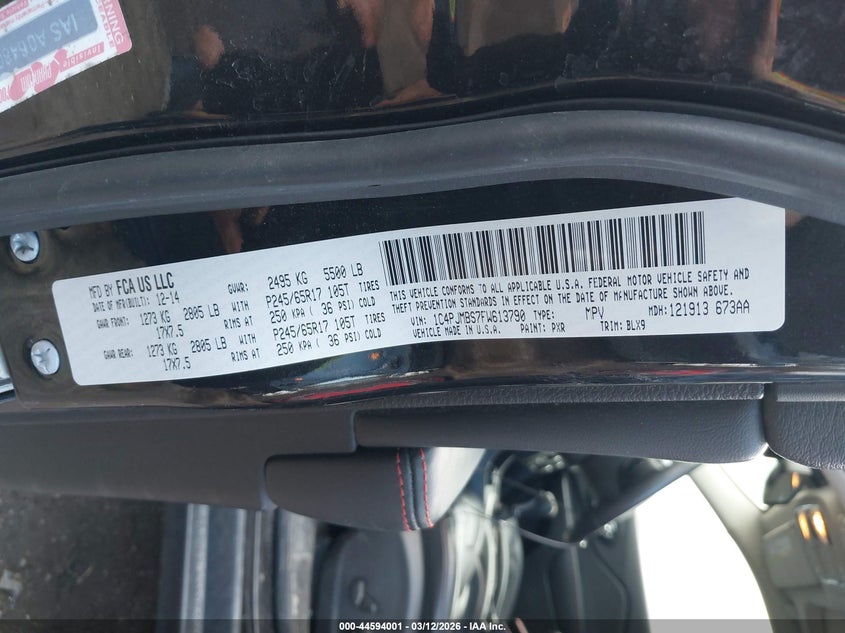 IAS
MFD BY FCA US LLC
DATE OF MFR(BUILT) 12-14 GVWR: 2495 KG 5500 LB
GAWR FRONT: 1273 KG 2805 LB WITH P245/65R17 105T TIRES
17X7.5 RIMS AT 250 KPA ( 36 PSI) COLD
GAWR REAR: 1273 KG 2805 LB WITH P245/65R17 105T TIRES
17X7.5 RIMS AT 250 KPA ( 36 PSI) COLD
THIS VEHICLE CONFORMS TO ALL APPLICABLE U.S.A. FEDERAL MOTOR VEHICLE SAFETY AND
THEFT PREVENTION STANDARDS IN EFFECT ON THE DATE OF MANUFACTURE SHOWN ABOVE.
VIN: 1C4PJMBS7FW613790 TYPE: MPV MDH: 121913 673AA
VEHICLE MADE IN U.S.A. PAINT: PXR TRIM: BLX9
000-44594001 | 03/12/2026 | IAA Inc.